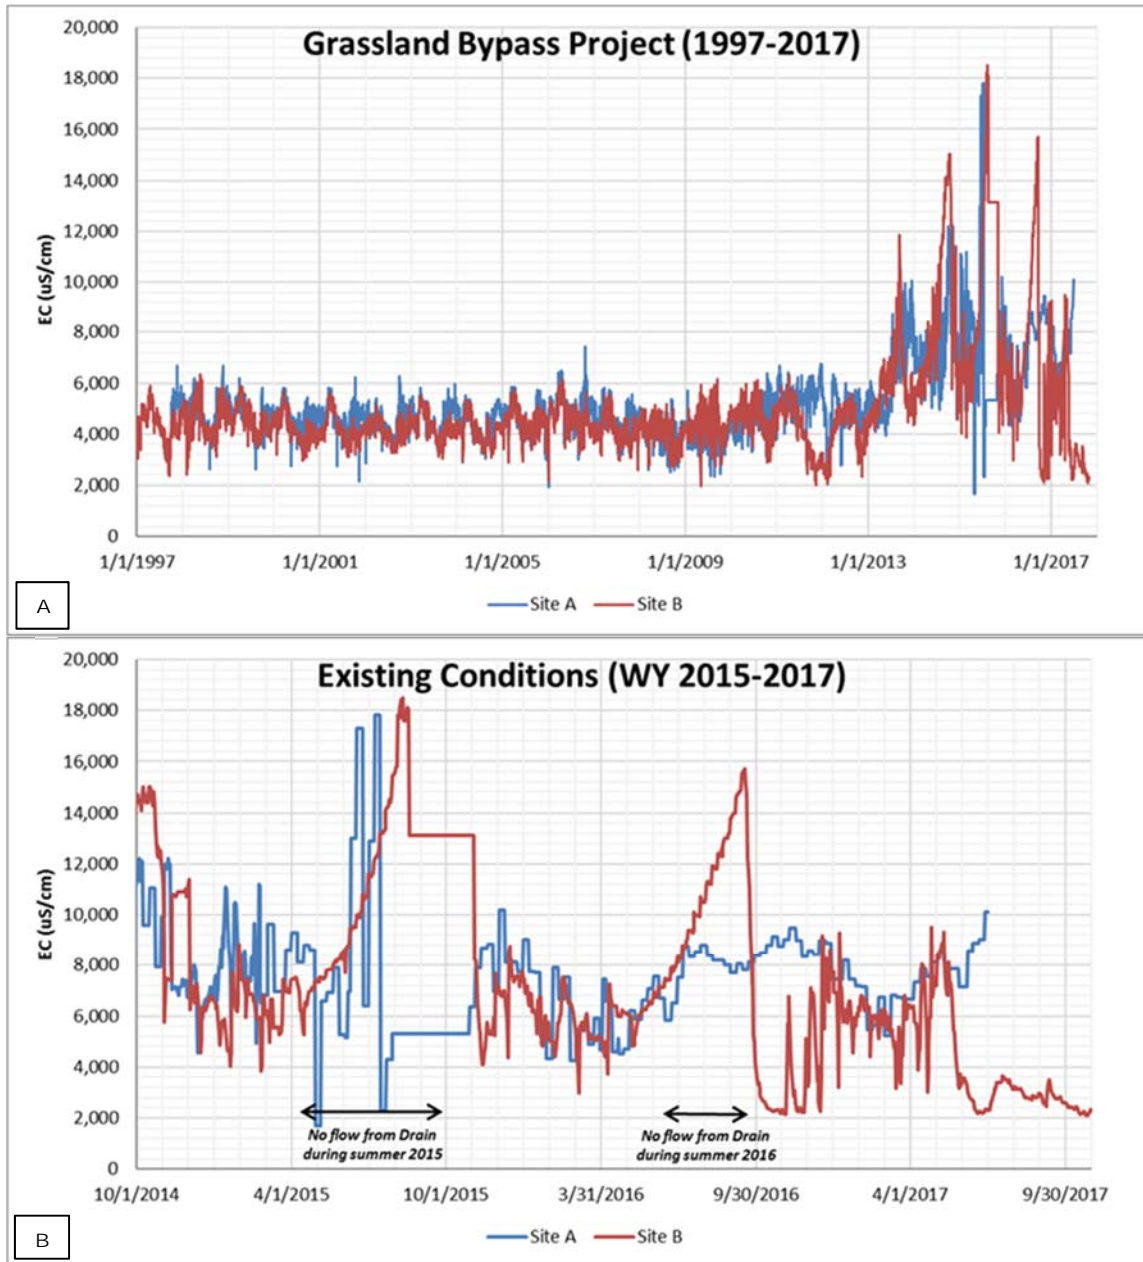 Grassland Bypass Project (1997-2017)
20,000
18,000
16,000
14,000
12,000
10,000
8,000
6,000
4,000
2,000
0
EC (uS/cm)
1/1/1997 1/1/2001 1/1/2005 1/1/2009 1/1/2013 1/1/2017
Site A Site B
A
Existing Conditions (WY 2015-2017)
20,000
18,000
16,000
14,000
12,000
10,000
8,000
6,000
4,000
2,000
0
EC (uS/cm)
No flow from Drain
during summer 2015
No flow from Drain
during summer 2016
10/1/2014 4/1/2015 10/1/2015 3/31/2016 9/30/2016 4/1/2017 9/30/2017
Site A Site B
B